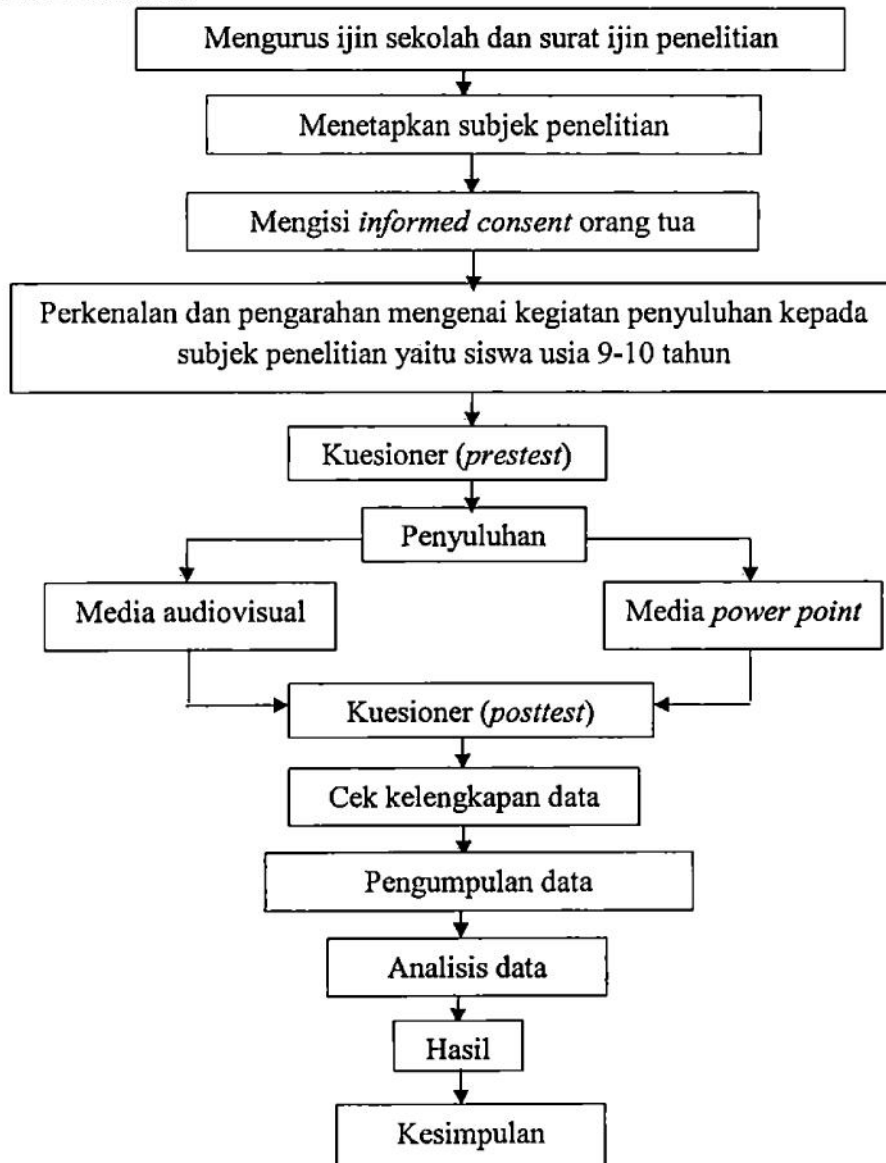 Mengurus ijin sekolah dan surat ijin penelitian
Menetapkan subjek penelitian
Mengisi informed consent orang tua
Perkenalan dan pengarahan mengenai kegiatan penyuluhan kepada
subjek penelitian yaitu siswa usia 9-10 tahun
Kuesioner (prestest)
Penyuluhan
Media audiovisual
Media power point
Kuesioner (posttest)
Cek kelengkapan data
Pengumpulan data
Analisis data
Hasil
Kesimpulan